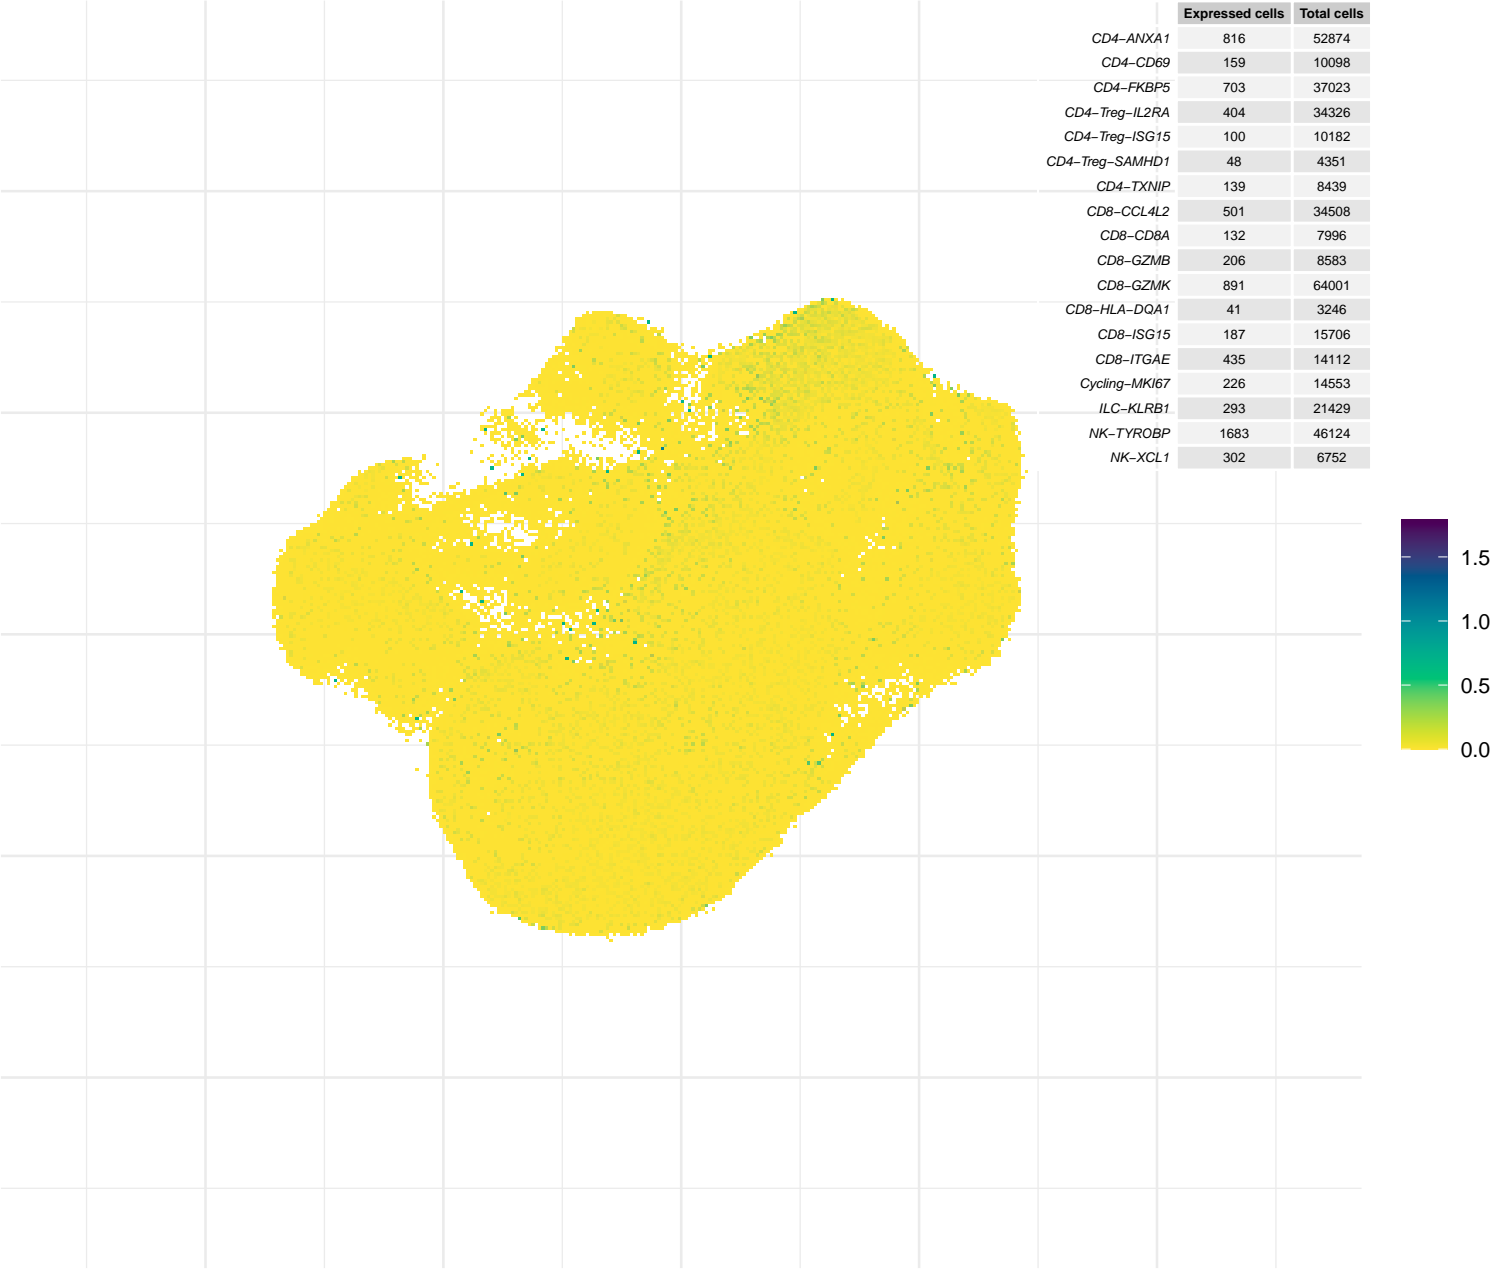 Expressed cells Total cells
CD4−ANXA1 816 52874
CD4−CD69 159 10098
CD4−FKBP5 703 37023
CD4−Treg−IL2RA 404 34326
CD4−Treg−ISG15 100 10182
CD4−Treg−SAMHD1 48 4351
CD4−TXNIP 139 8439
CD8−CCL4L2 501 34508
CD8−CD8A 132 7996
CD8−GZMB 206 8583
CD8−GZMK 891 64001
CD8−HLA−DQA1 41 3246
CD8−ISG15 187 15706
CD8−ITGAE 435 14112
Cycling−MKI67 226 14553
ILC−KLRB1 293 21429
NK−TYROBP 1683 46124
NK−XCL1 302 6752
1.5
1.0
0.5
0.0